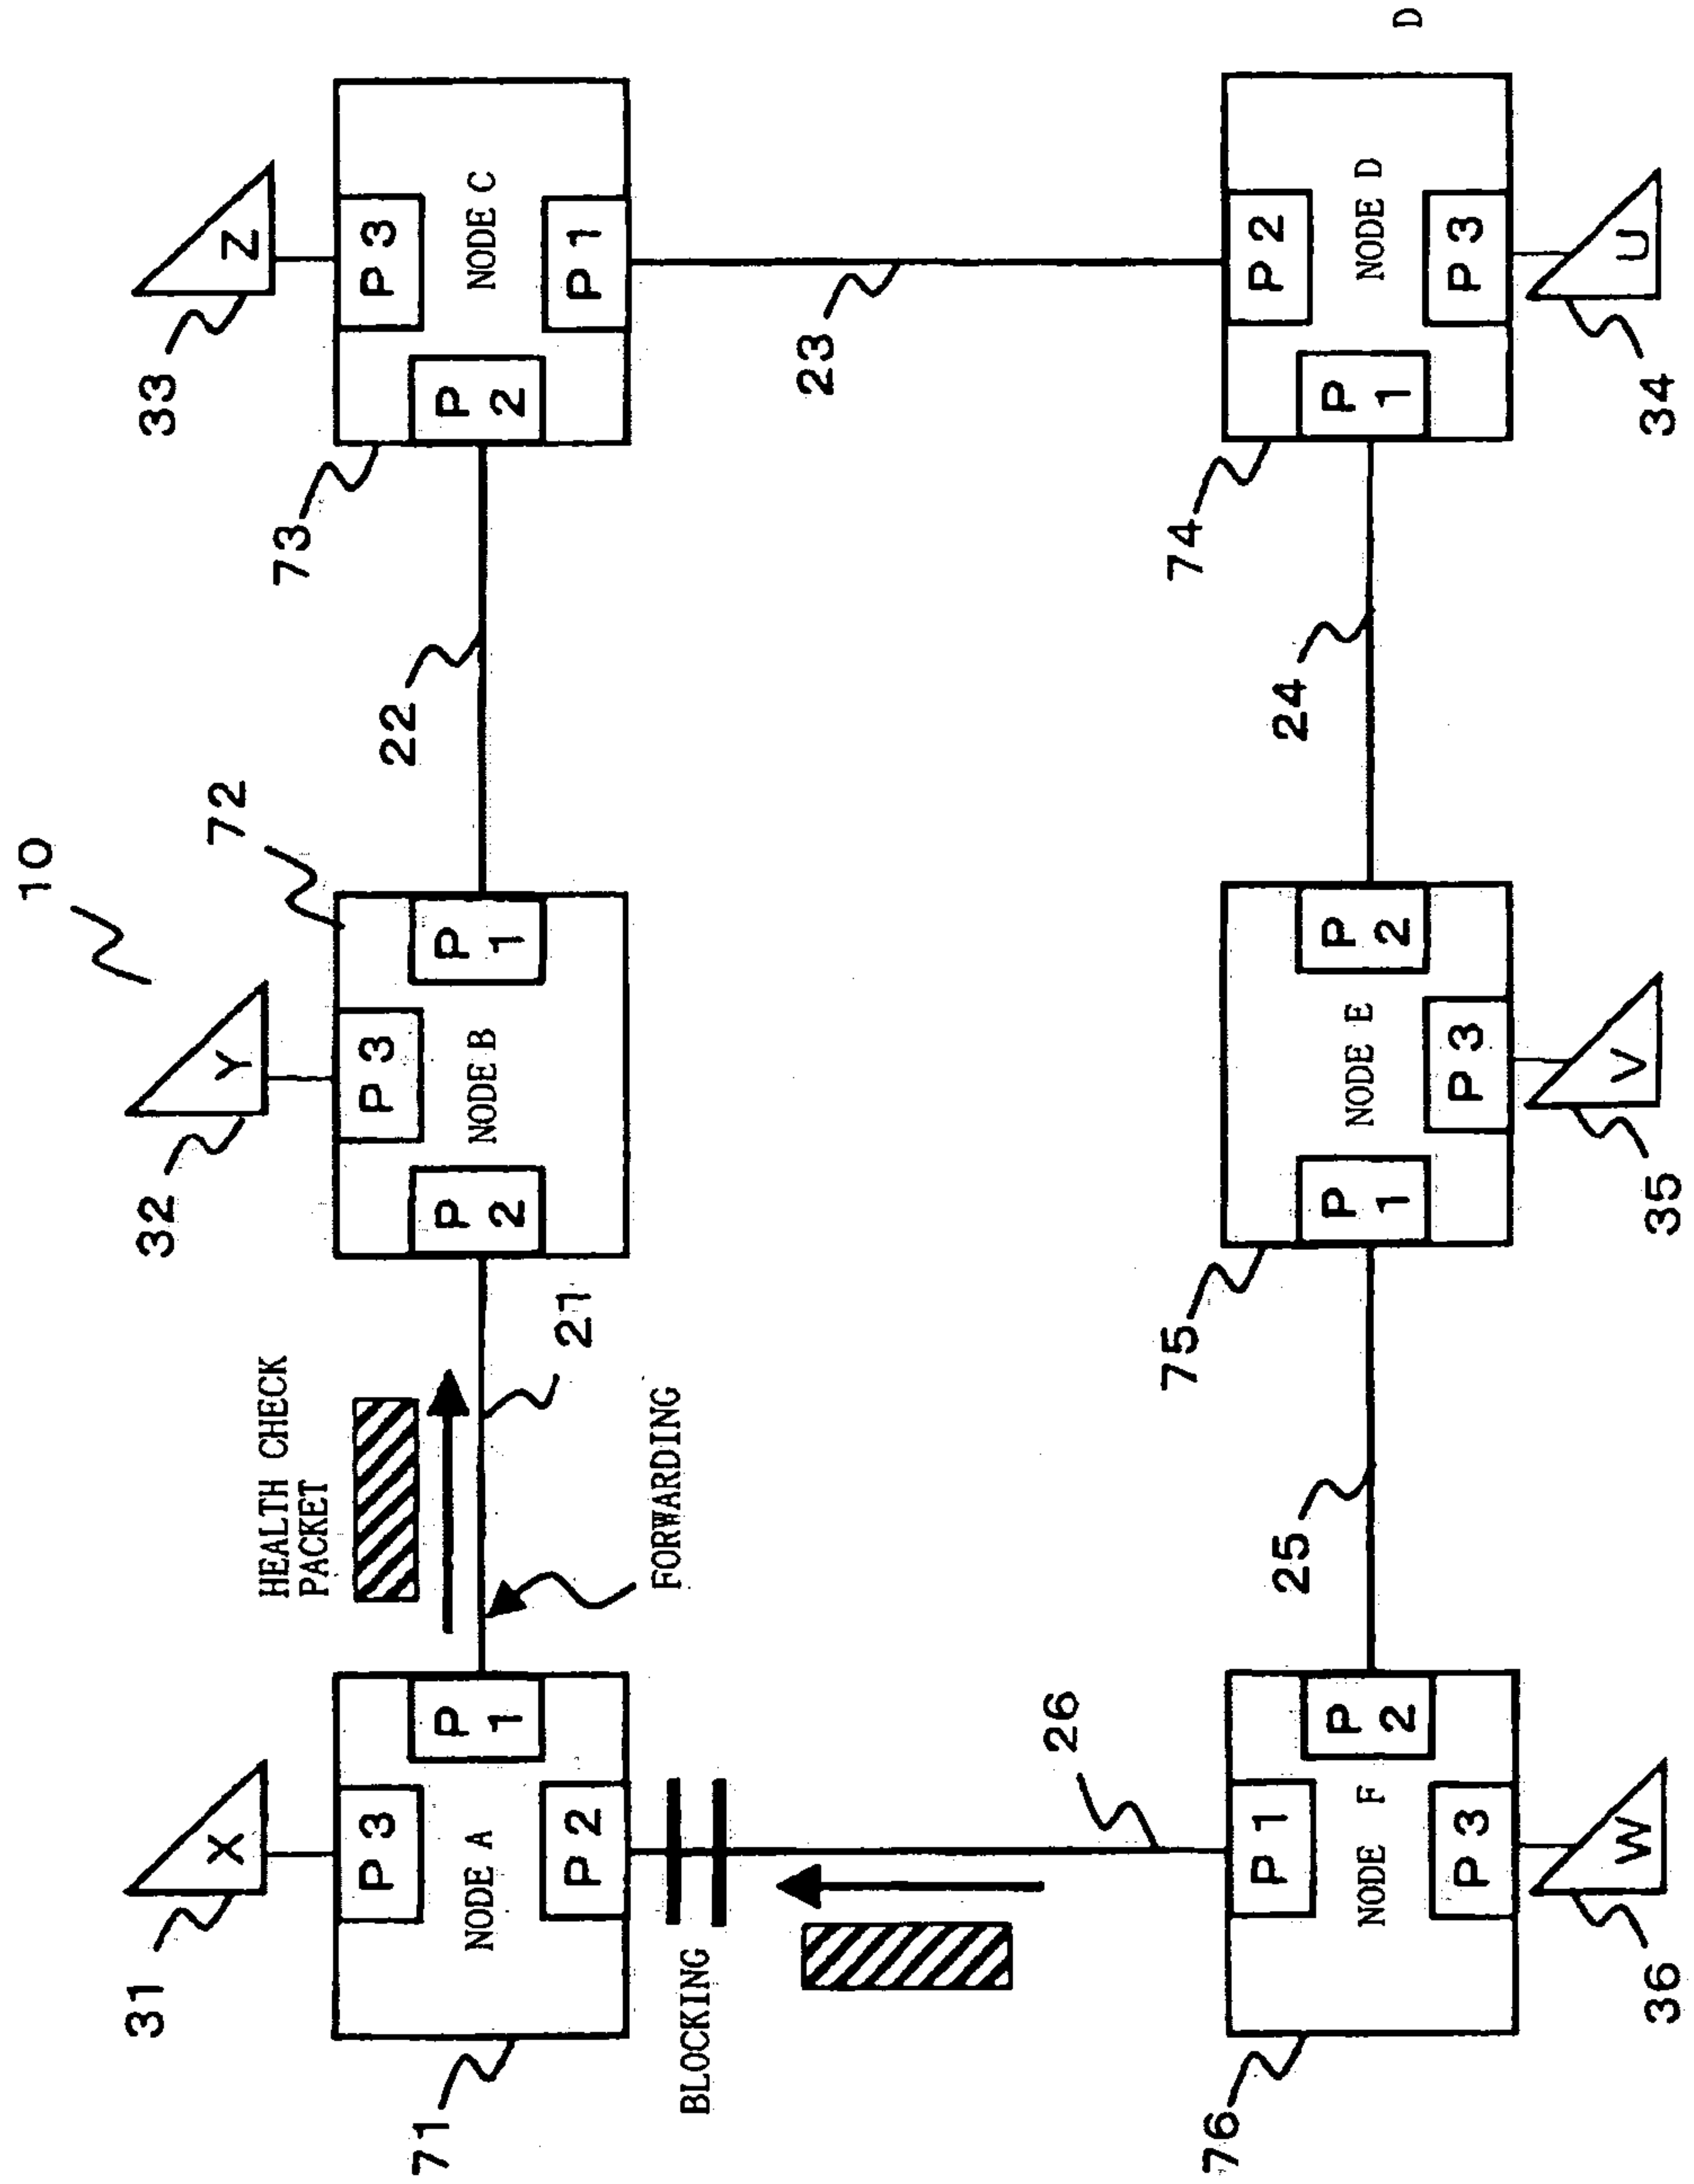 10
31
X
32
Y
33
Z
72
73
71
P 3
P 3
P 3
NODE A
P
1
P
2
NODE B
P
1
P
2
NODE C
P 2
P 1
HEALTH CHECK
PACKET
21
22
FORWARDING
BLOCKING
26
23
76
75
74
P 1
P 2
NODE F
P
2
25
P
1
NODE E
P
2
24
P
1
NODE D
P 3
P 3
P 3
W
V
U
36
35
34
D